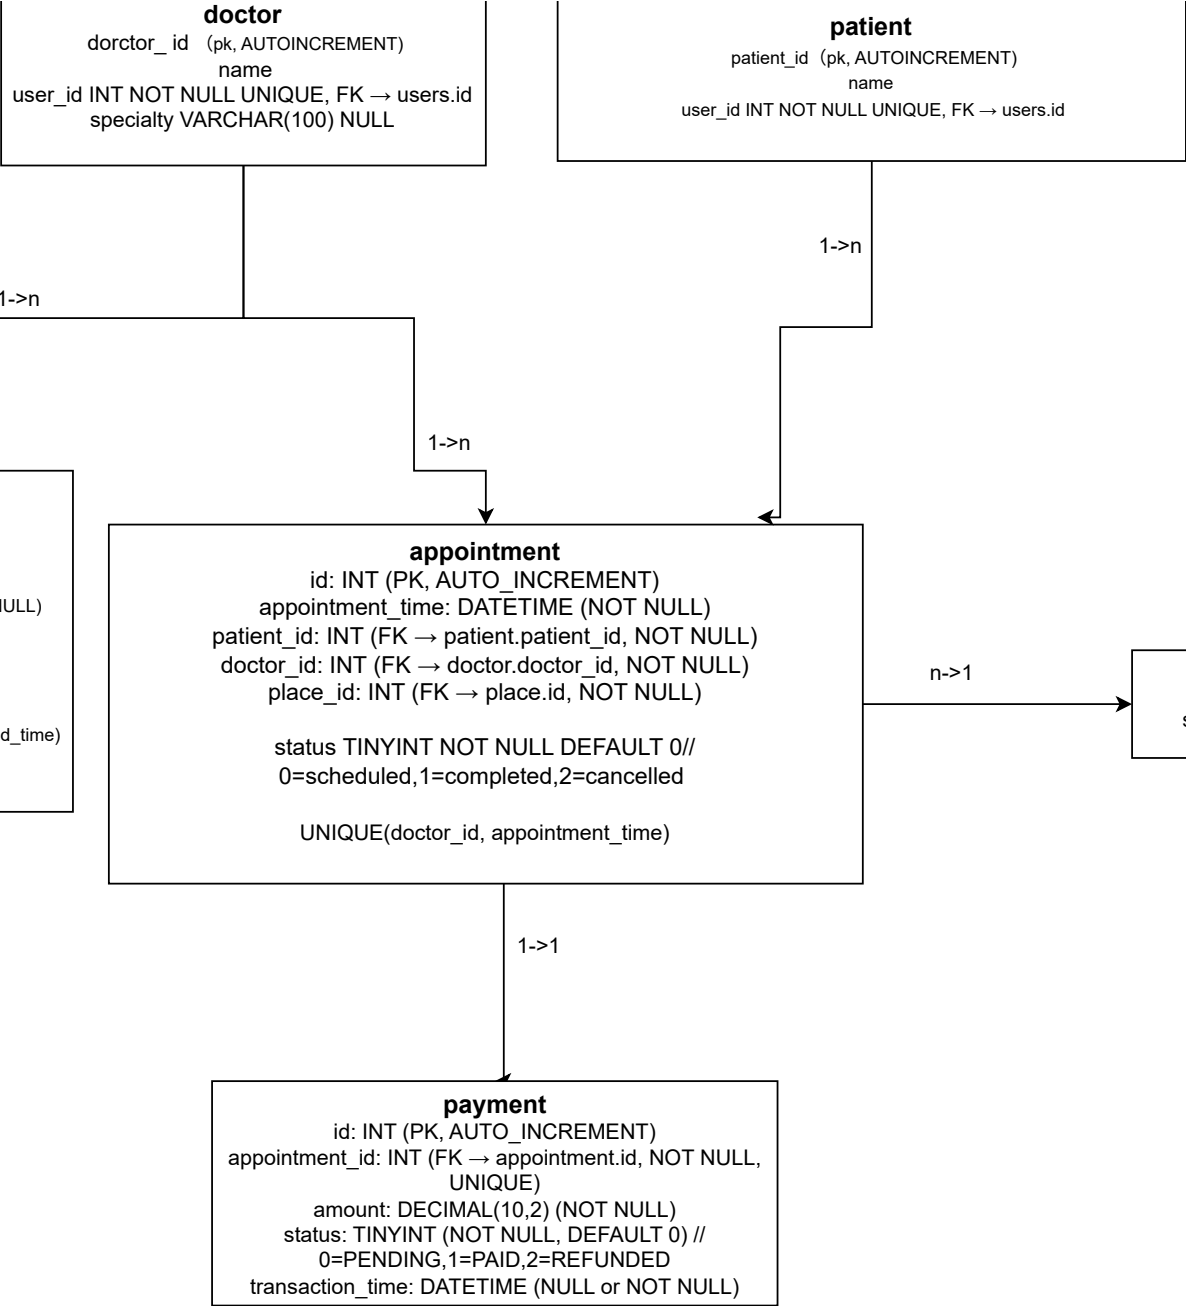 doctor
dorctor_ id （pk, AUTOINCREMENT)
name
user_id INT NOT NULL UNIQUE, FK → users.id
specialty VARCHAR(100) NULL
patient
patient_id（pk, AUTOINCREMENT)
name
user_id INT NOT NULL UNIQUE, FK → users.id
1->n
1->n
1->n
appointment
id: INT (PK, AUTO_INCREMENT)
appointment_time: DATETIME (NOT NULL)
patient_id: INT (FK → patient.patient_id, NOT NULL)
doctor_id: INT (FK → doctor.doctor_id, NOT NULL)
place_id: INT (FK → place.id, NOT NULL)
status TINYINT NOT NULL DEFAULT 0//
0=scheduled,1=completed,2=cancelled
UNIQUE(doctor_id, appointment_time)
NULL)
d_time)
n->1
s
1->1
payment
id: INT (PK, AUTO_INCREMENT)
appointment_id: INT (FK → appointment.id, NOT NULL,
UNIQUE)
amount: DECIMAL(10,2) (NOT NULL)
status: TINYINT (NOT NULL, DEFAULT 0) //
0=PENDING,1=PAID,2=REFUNDED
transaction_time: DATETIME (NULL or NOT NULL)